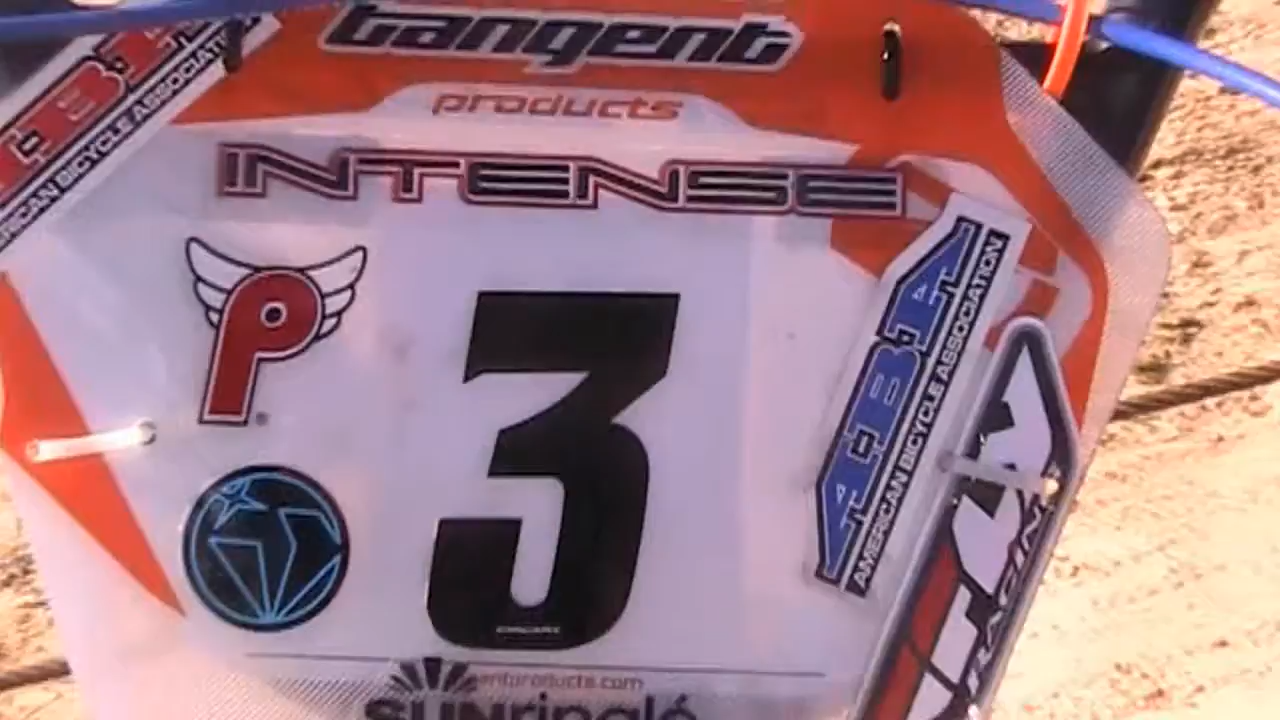 tangent
products
ABA
AMERICAN BICYCLE ASSOCIATION
INTENSE
P
ABA
AMERICAN BICYCLE ASSOCIATION
3
SUNringlé